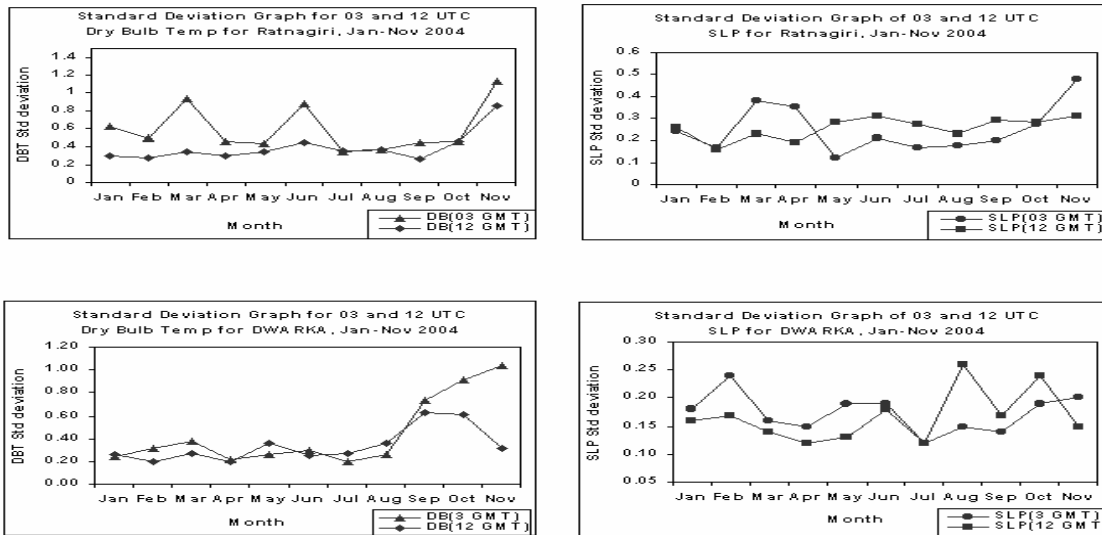 Standard Deviation Graph for 03 and 12 UTC
Dry Bulb Temp for Ratnagiri, Jan-Nov 2004
DBT Std deviation
1.4
1.2
1
0.8
0.6
0.4
0.2
0
Jan Feb Mar Apr May Jun Jul Aug Sep Oct Nov
Month
DB(03 GMT)
DB(12 GMT)
Standard Deviation Graph of 03 and 12 UTC
SLP for Ratnagiri, Jan-Nov 2004
SLP Std deviation
0.6
0.5
0.4
0.3
0.2
0.1
0
Jan Feb Mar Apr May Jun Jul Aug Sep Oct Nov
Month
SLP(03 GMT)
SLP(12 GMT)
Standard Deviation Graph for 03 and 12 UTC
Dry Bulb Temp for DWARKA, Jan-Nov 2004
DBT Std deviation
1.20
1.00
0.80
0.60
0.40
0.20
0.00
Jan Feb Mar Apr May Jun Jul Aug Sep Oct Nov
Month
DB(3 GMT)
DB(12 GMT)
Standard Deviation Graph of 03 and 12 UTC
SLP for DWARKA, Jan-Nov 2004
SLP Std deviation
0.30
0.25
0.20
0.15
0.10
0.05
Jan Feb Mar Apr May Jun Jul Aug Sep Oct Nov
Month
SLP(3 GMT)
SLP(12 GMT)